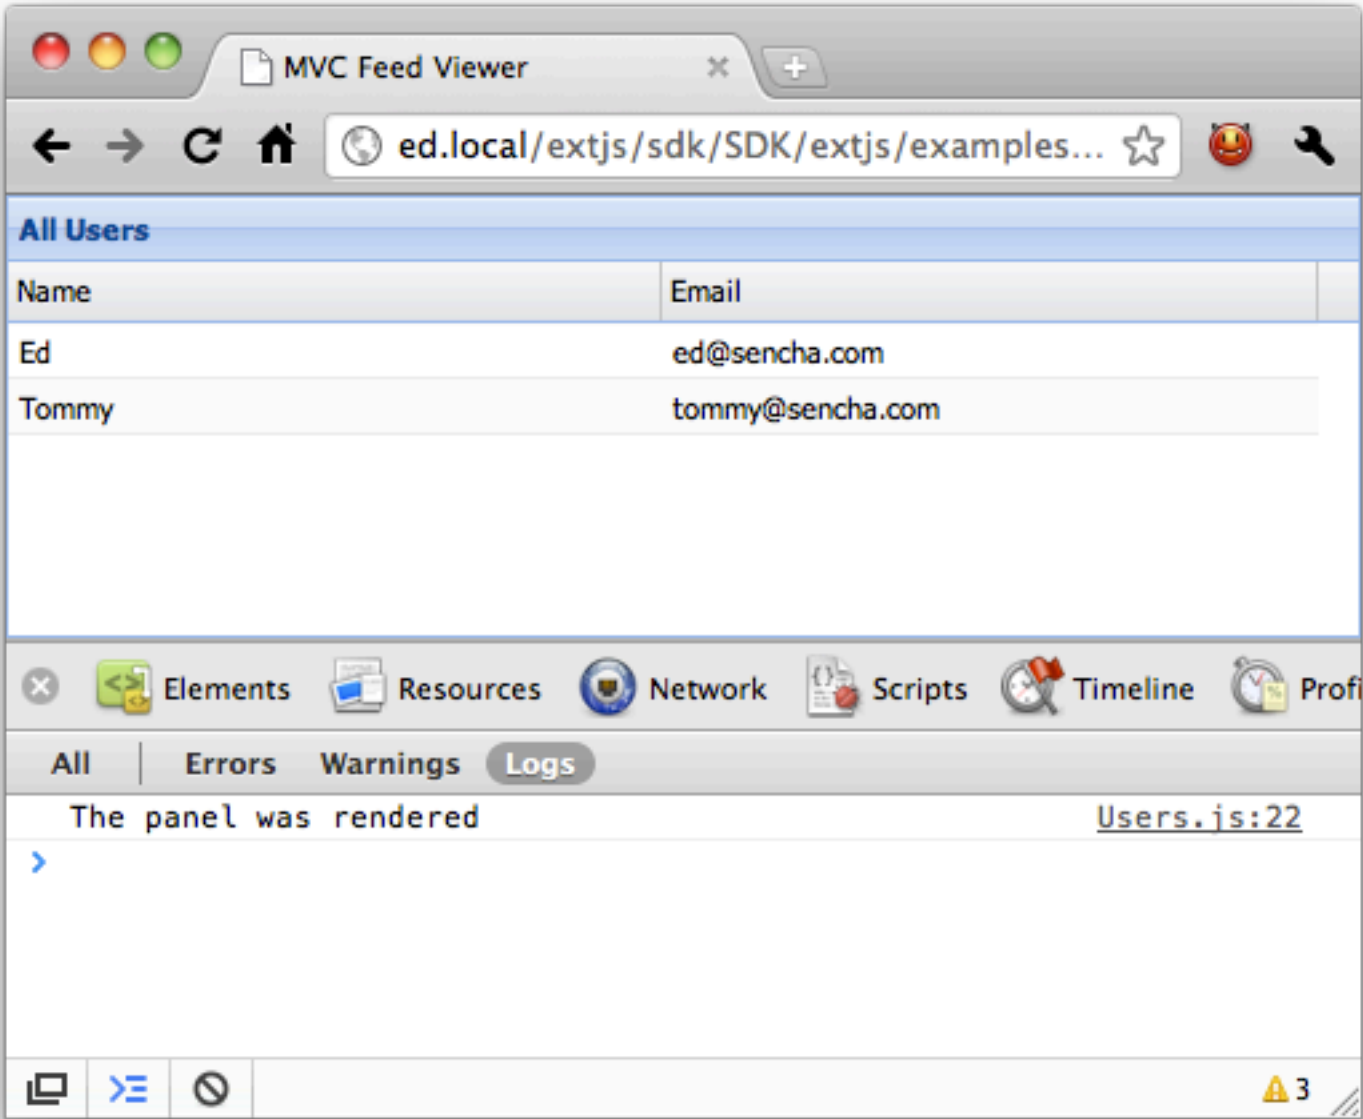 MVC Feed Viewer
ed.local/extjs/sdk/SDK/extjs/examples...
All Users
Name Email
Ed ed@sencha.com
Tommy tommy@sencha.com
Elements Resources Network Scripts Timeline Profi
All Errors Warnings Logs
The panel was rendered Users.js:22
3